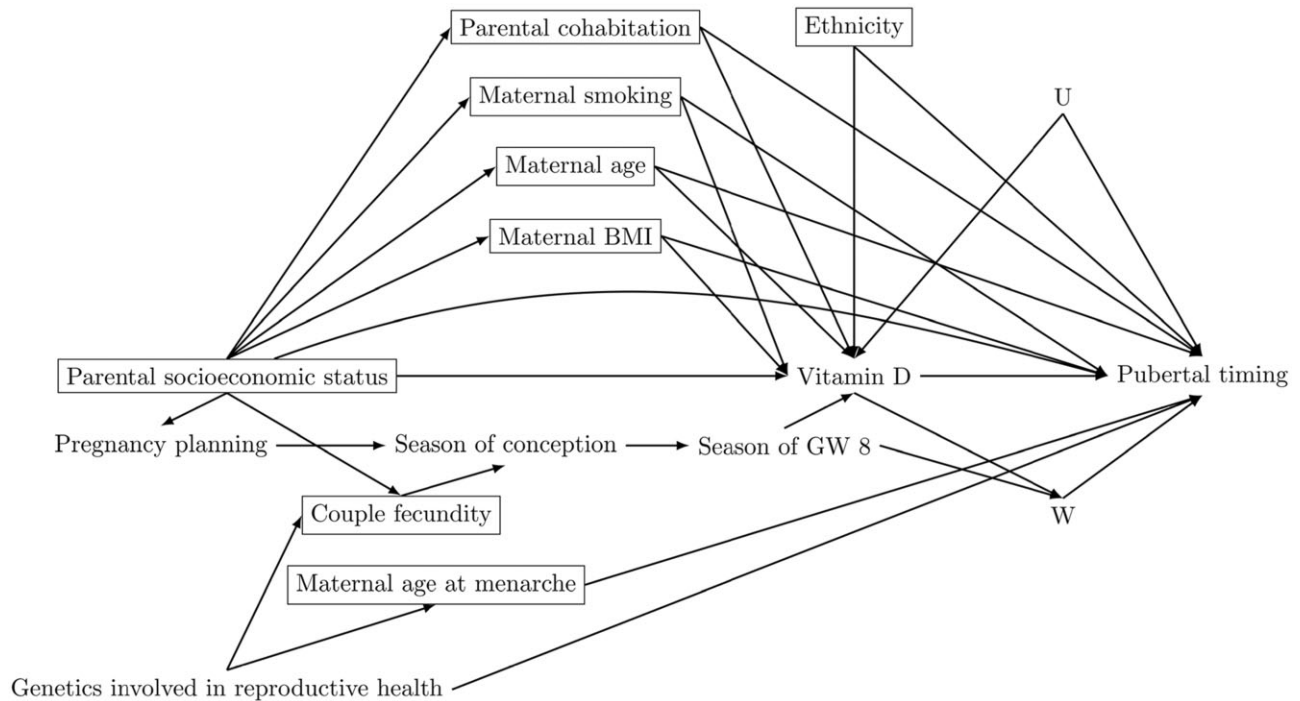 Parental cohabitation
Ethnicity
Maternal smoking
U
Maternal age
Maternal BMI
Parental socioeconomic status
Vitamin D
Pubertal timing
Pregnancy planning
Season of conception
Season of GW 8
Couple fecundity
W
Maternal age at menarche
Genetics involved in reproductive health